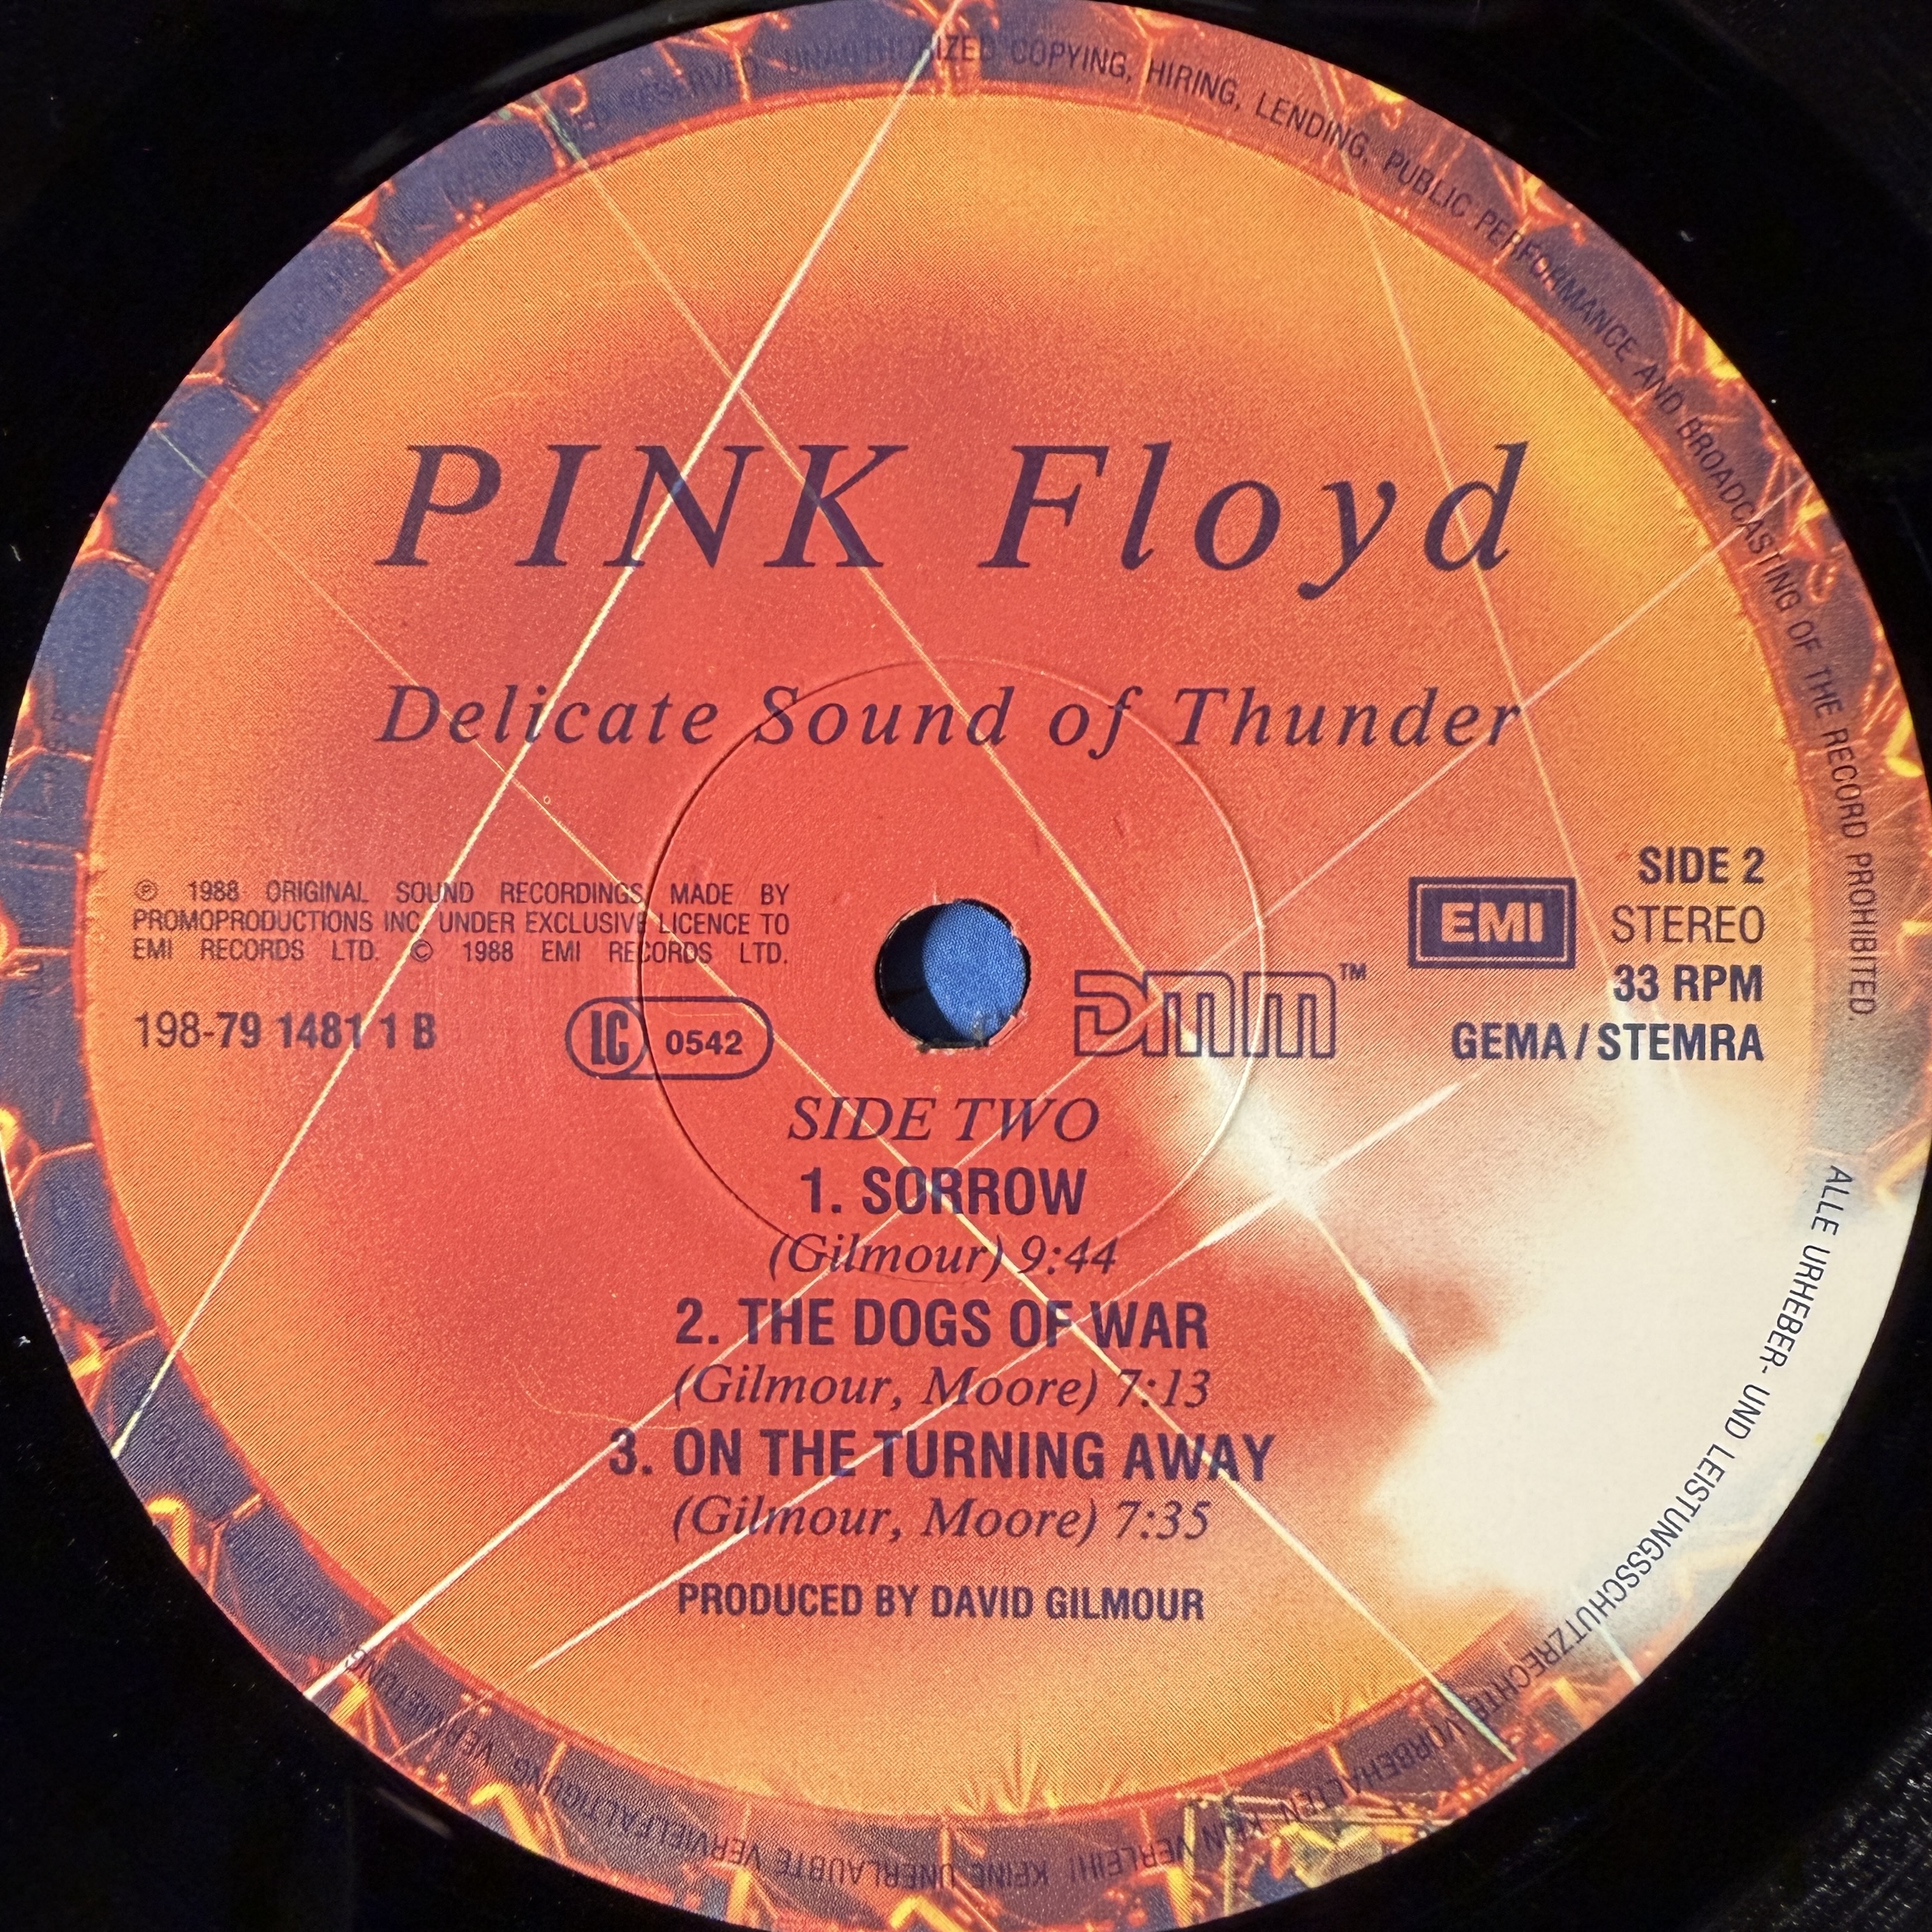 PINK Floyd
Delicate Sound of Thunder
℗ 1988 ORIGINAL SOUND RECORDINGS MADE BY
PROMOPRODUCTIONS INC. UNDER EXCLUSIVE LICENCE TO
EMI RECORDS LTD. © 1988 EMI RECORDS LTD.
198-79 1481 1 B
LC 0542
DMM™
EMI
SIDE 2
STEREO
33 RPM
GEMA/STEMRA
SIDE TWO
1. SORROW
(Gilmour) 9:44
2. THE DOGS OF WAR
(Gilmour, Moore) 7:13
3. ON THE TURNING AWAY
(Gilmour, Moore) 7:35
PRODUCED BY DAVID GILMOUR
RESERVED. UNAUTHORIZED COPYING, HIRING, LENDING, PUBLIC PERFORMANCE AND BROADCASTING OF THE RECORD PROHIBITED.
ALLE URHEBER- UND LEISTUNGSSCHUTZRECHTE VORBEHALTEN. KEIN VERLEIH! KEINE UNERLAUBTE VERVIELFÄLTIGUNG, VERMIETUNG,